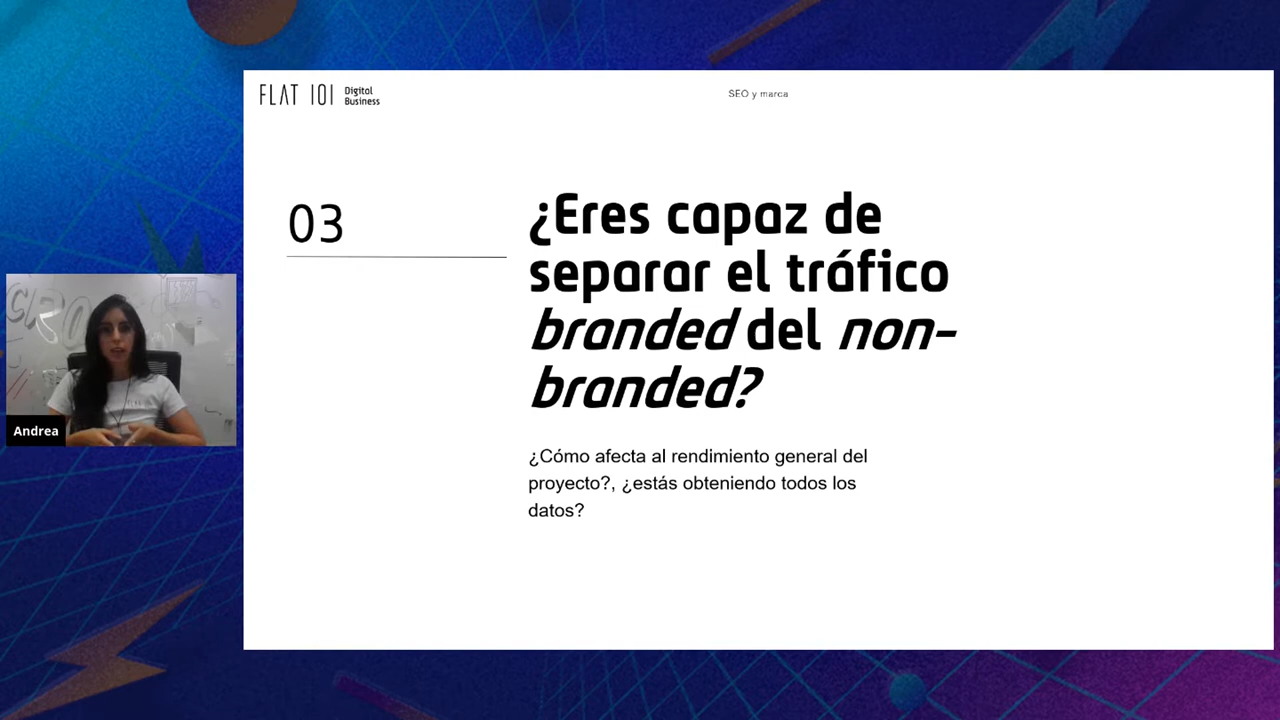 FLAT 101 Digital Business
SEO y marca
03
¿Eres capaz de
separar el tráfico
branded del non-
branded?
¿Cómo afecta al rendimiento general del
proyecto?, ¿estás obteniendo todos los
datos?
CRO
Andrea